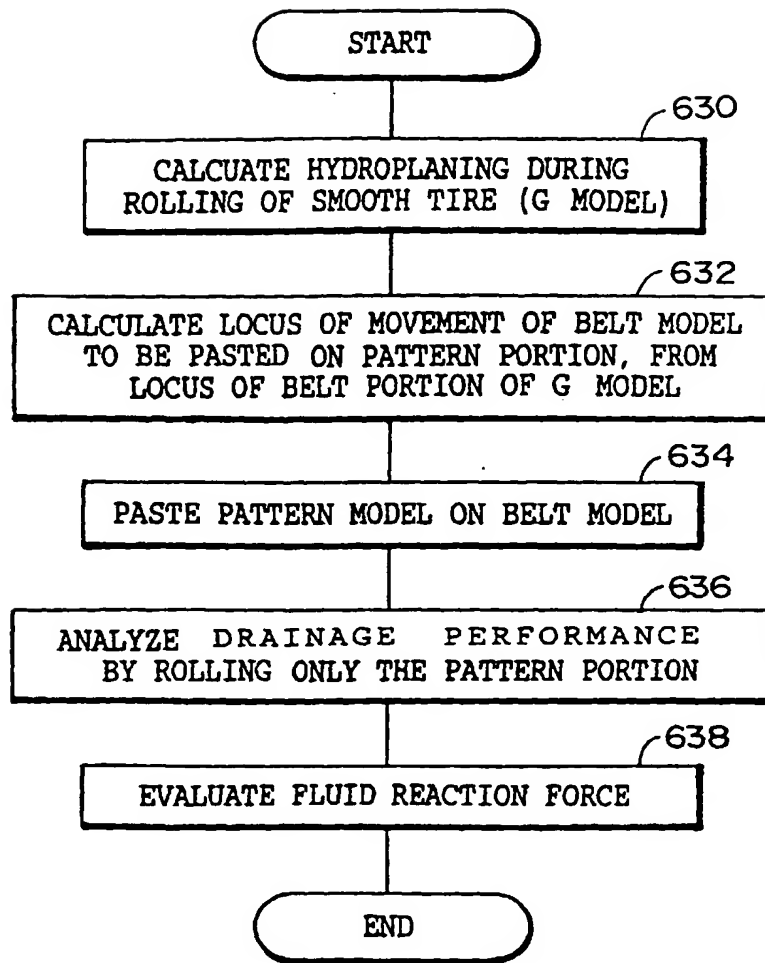 START
630
CALCUATE HYDROPLANING DURING
ROLLING OF SMOOTH TIRE (G MODEL)
632
CALCULATE LOCUS OF MOVEMENT OF BELT MODEL
TO BE PASTED ON PATTERN PORTION, FROM
LOCUS OF BELT PORTION OF G MODEL
634
PASTE PATTERN MODEL ON BELT MODEL
636
ANALYZE DRAINAGE PERFORMANCE
BY ROLLING ONLY THE PATTERN PORTION
638
EVALUATE FLUID REACTION FORCE
END